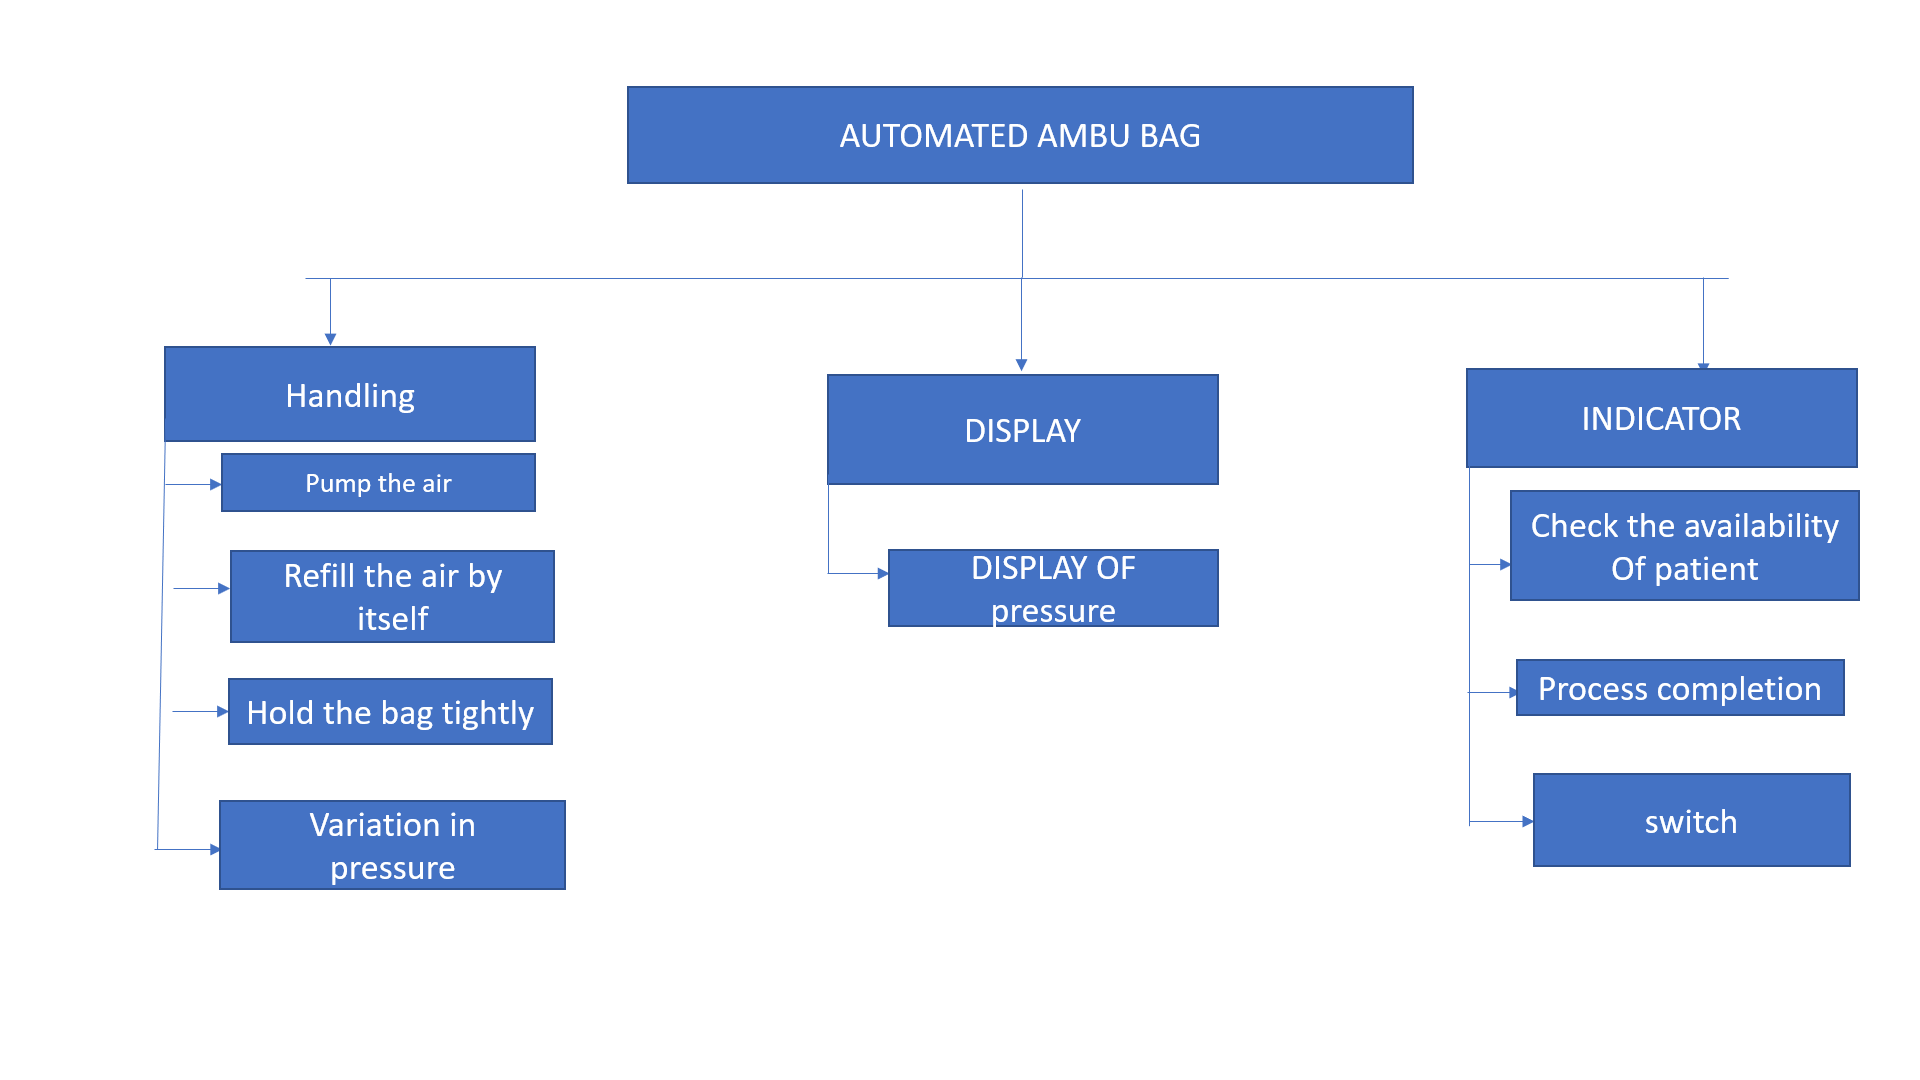 AUTOMATED AMBU BAG
Handling
Pump the air
Refill the air by
itself
Hold the bag tightly
Variation in
pressure
DISPLAY
DISPLAY OF
pressure
INDICATOR
Check the availability
Of patient
Process completion
switch